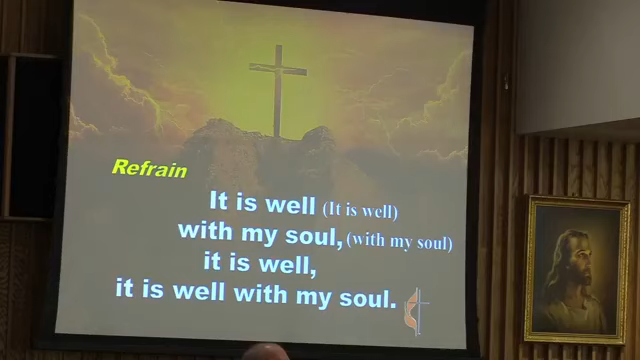 Refrain
It is well (It is well)
with my soul, (with my soul)
it is well,
it is well with my soul.